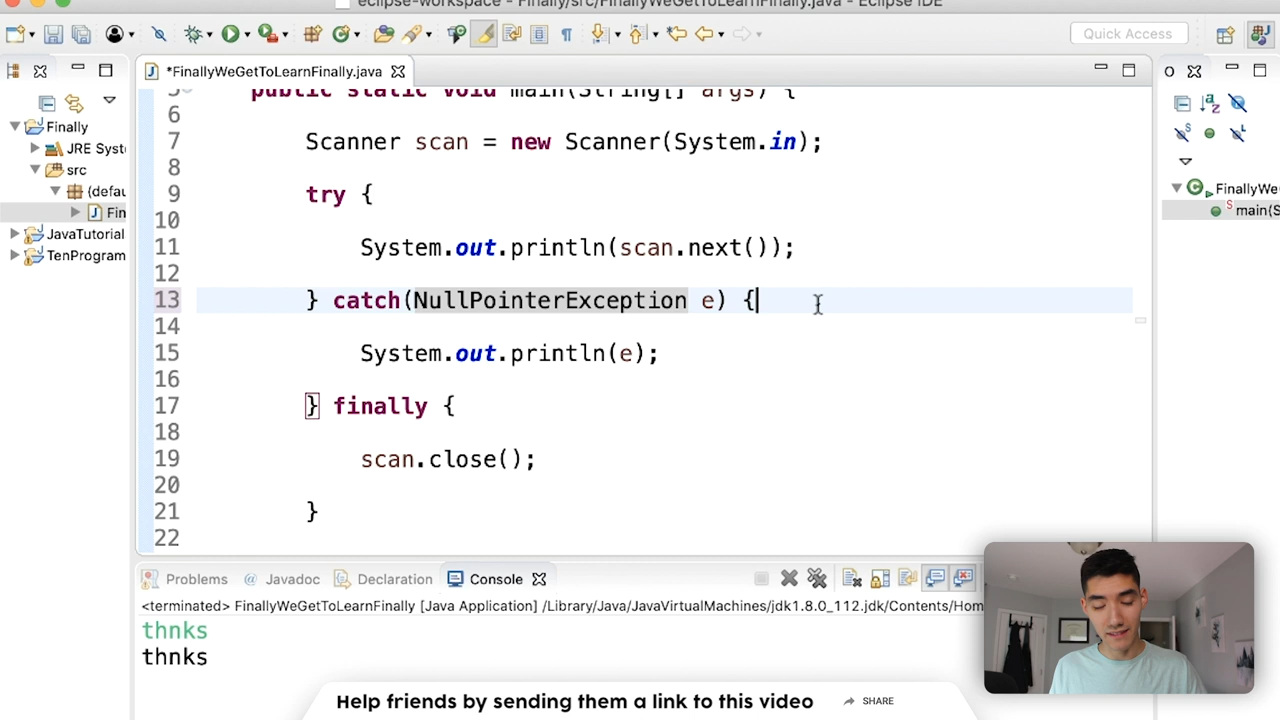 eclipse-workspace - Finally/src/FinallyWeGetToLearnFinally.java - Eclipse IDE
Quick Access
*FinallyWeGetToLearnFinally.java
Finally
JRE Syst
src
(defau
Fin
JavaTutorial
TenProgram
5 public static void main(String[] args) {
6
7 Scanner scan = new Scanner(System.in);
8
9 try {
10
11 System.out.println(scan.next());
12
13 } catch(NullPointerException e) {
14
15 System.out.println(e);
16
17 } finally {
18
19 scan.close();
20
21 }
22
O
FinallyWeG
main(S
Problems @ Javadoc Declaration Console
<terminated> FinallyWeGetToLearnFinally [Java Application] /Library/Java/JavaVirtualMachines/jdk1.8.0_112.jdk/Contents/Hom
thnks
thnks
Help friends by sending them a link to this video SHARE